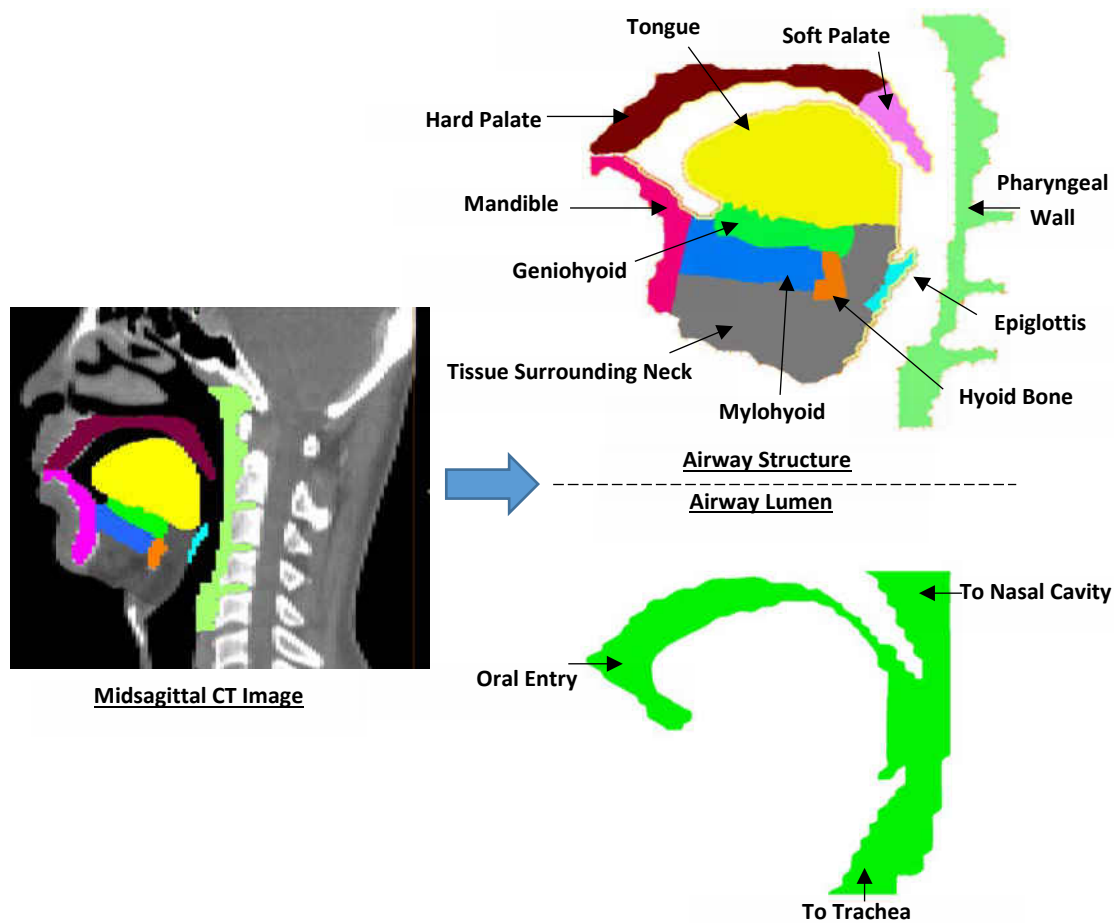 Tongue
Soft Palate
Hard Palate
Mandible
Pharyngeal
Wall
Geniohyoid
Epiglottis
Tissue Surrounding Neck
Hyoid Bone
Mylohyoid
Airway Structure
Airway Lumen
To Nasal Cavity
Oral Entry
Midsagittal CT Image
To Trachea